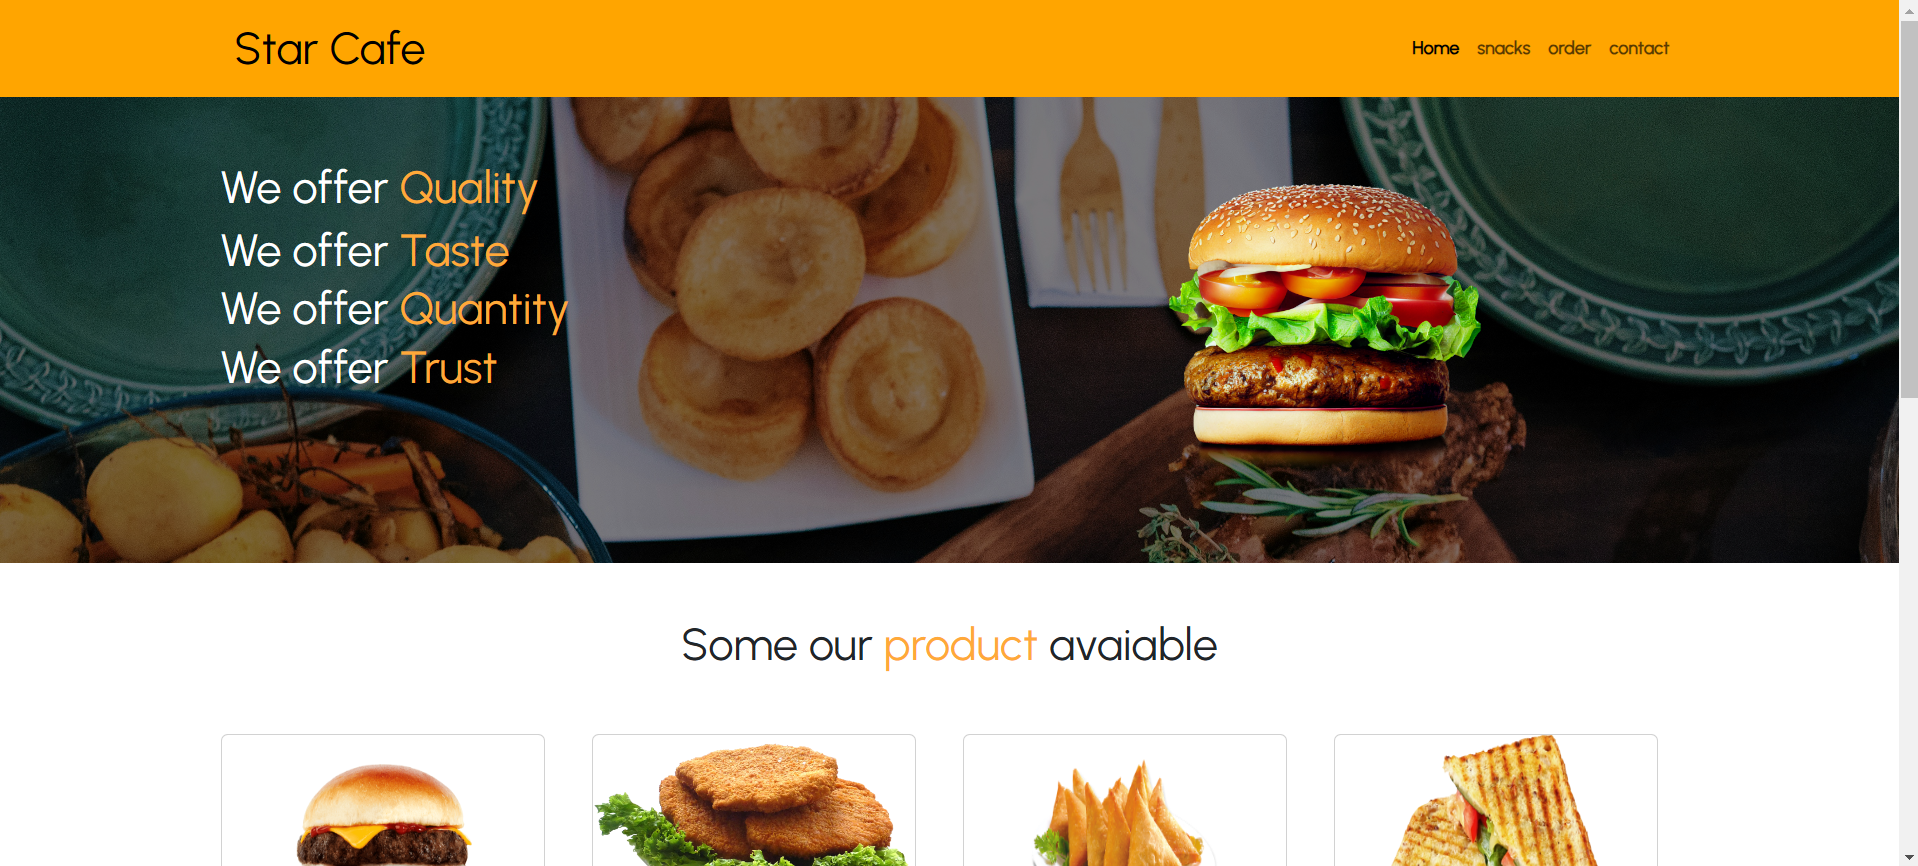 Star Cafe
Home snacks order contact
We offer Quality
We offer Taste
We offer Quantity
We offer Trust
Some our product avaiable